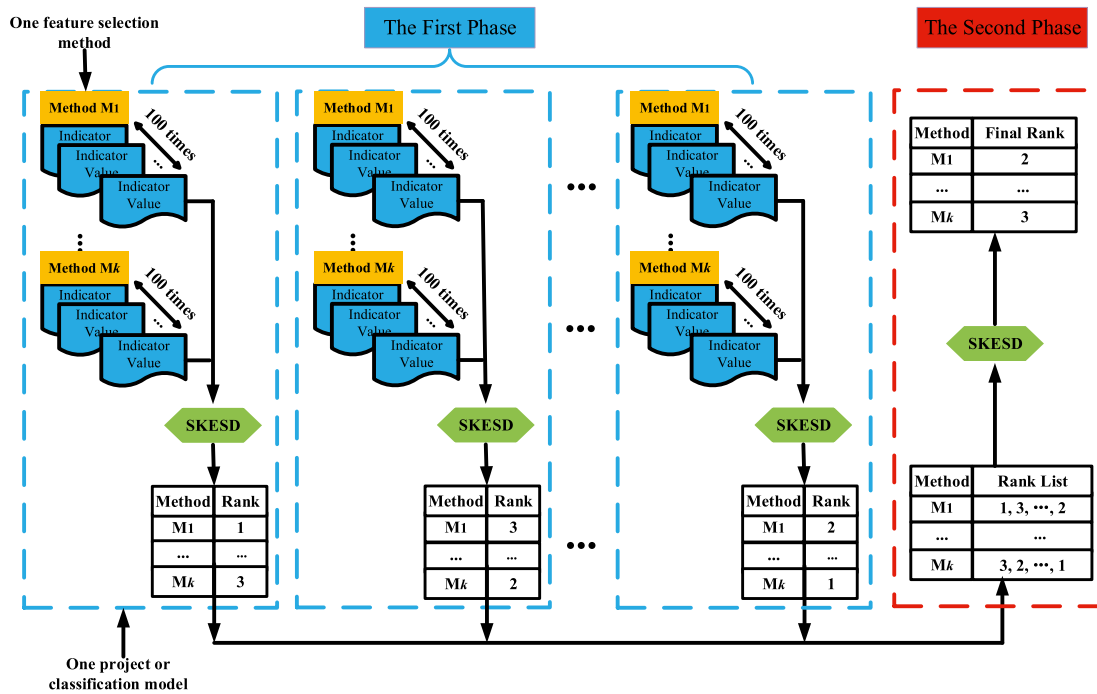 One feature selection
method
The First Phase
The Second Phase
Method M1
100 times
Indicator
Indicator
Value
...
Indicator
Value
Method Mk
100 times
Indicator
Indicator
Value
...
Indicator
Value
SKESD
Method Rank
M1 1
... ...
Mk 3
Method M1
100 times
Indicator
Indicator
Value
...
Indicator
Value
Method Mk
100 times
Indicator
Indicator
Value
...
Indicator
Value
SKESD
Method Rank
M1 3
... ...
Mk 2
Method M1
100 times
Indicator
Indicator
Value
...
Indicator
Value
Method Mk
100 times
Indicator
Indicator
Value
...
Indicator
Value
SKESD
Method Rank
M1 2
... ...
Mk 1
Method Final Rank
M1 2
... ...
Mk 3
SKESD
Method Rank List
M1 1, 3, ···, 2
... ...
Mk 3, 2, ···, 1
One project or
classification model